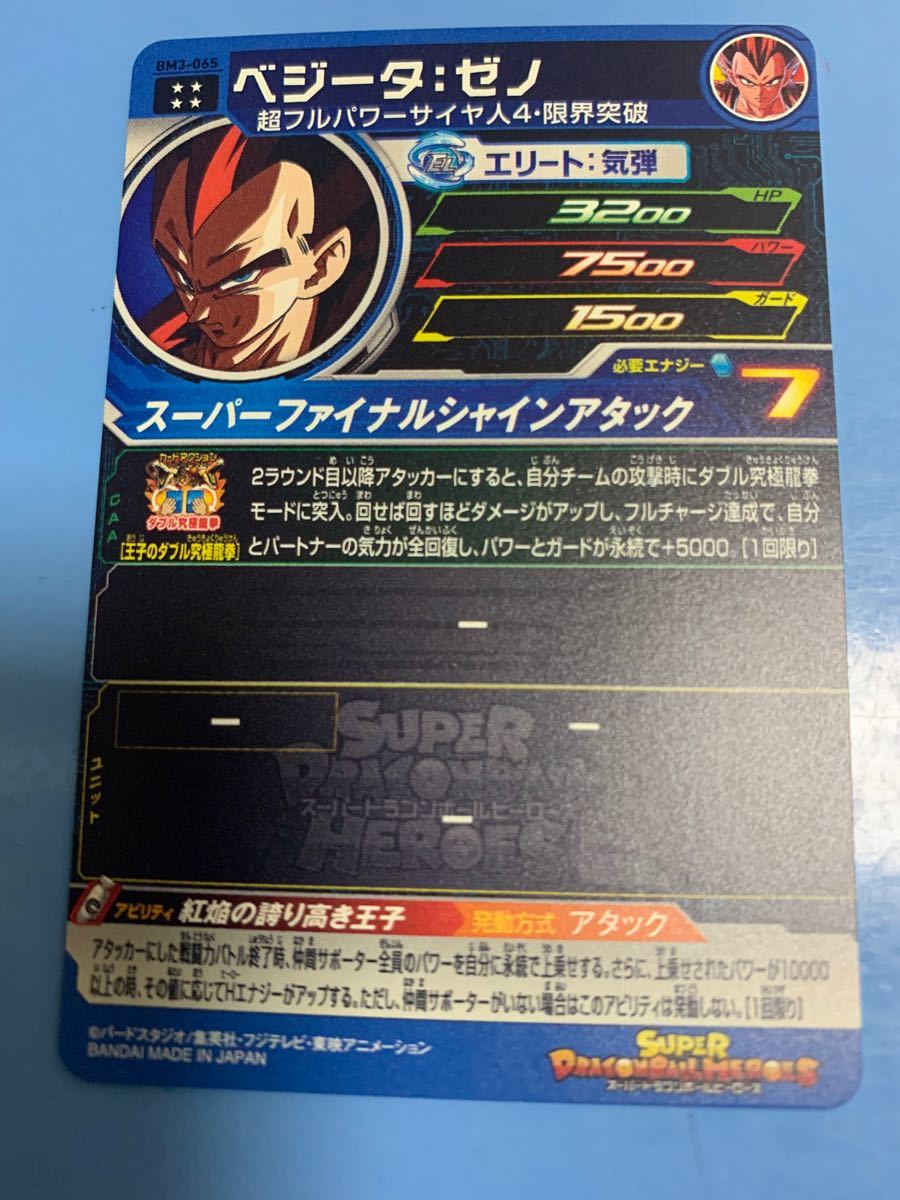 BM3-065
ベジータ:ゼノ
超フルパワーサイヤ人4・限界突破
EL エリート:気弾
HP
3200
パワー
7500
ガード
1500
必要エナジー 7
スーパーファイナルシャインアタック
CAA
カードアクション
ダブル究極龍拳
[王子のダブル究極龍拳]
2ラウンド目以降アタッカーにすると、自分チームの攻撃時にダブル究極龍拳
モードに突入。回せば回すほどダメージがアップし、フルチャージ達成で、自分
とパートナーの気力が全回復し、パワーとガードが永続で+5000。[1回限り]
ー
ユニット
ー
ー
ー
SUPER
DRAGONBALL
スーパードラゴンボールヒーローズ
HEROES
アビリティ 紅焔の誇り高き王子 発動方式 アタック
アタッカーにした戦闘力バトル終了時、仲間サポーター全員のパワーを自分に永続で上乗せする。さらに、上乗せされたパワーが10000
以上の時、その値に応じてHエナジーがアップする。ただし、仲間サポーターがいない場合はこのアビリティは発動しない。[1回限り]
©バードスタジオ/集英社・フジテレビ・東映アニメーション
BANDAI MADE IN JAPAN
SUPER
DRAGONBALL HEROES
スーパードラゴンボールヒーローズ